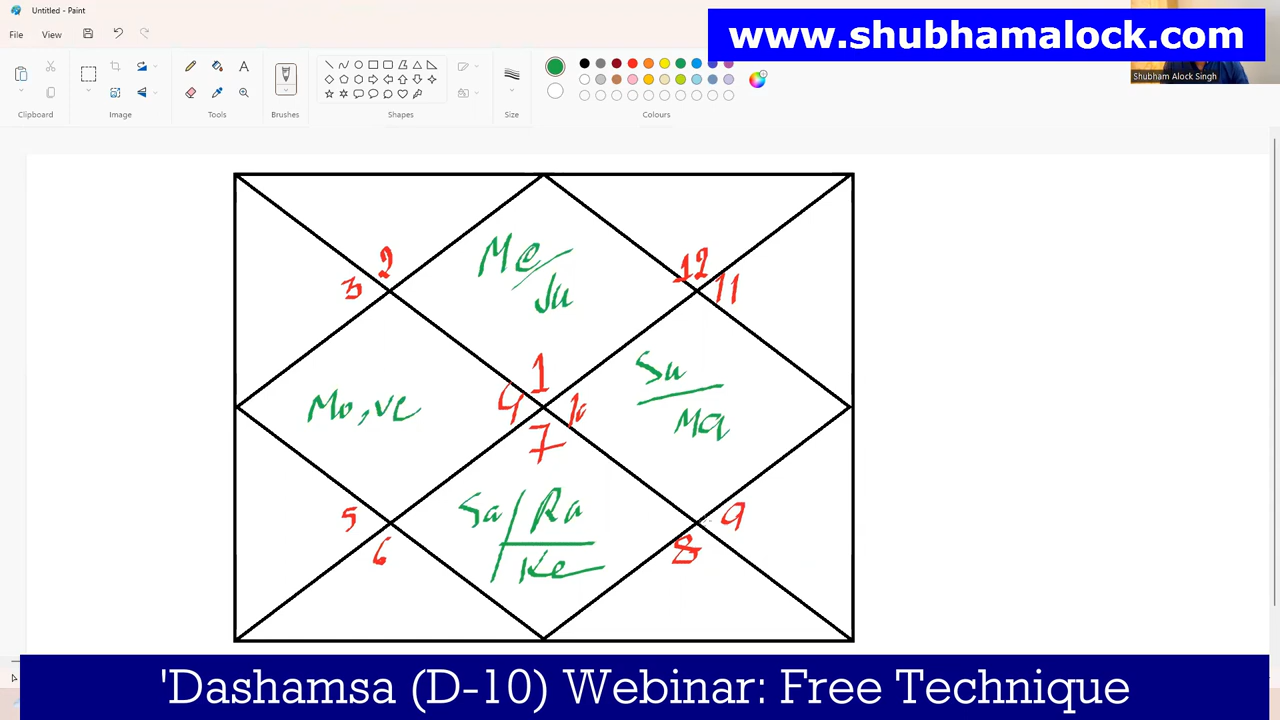 Untitled - Paint
File View
www.shubhamalock.com
Shubham Alock Singh
Clipboard Image Tools Brushes Shapes Size Colours
2 12
3 11
Me
Ju
Su
Ma
1
4 10
7
Mo, Ve
Sa Ra
Ke
5 9
6 8
'Dashamsa (D-10) Webinar: Free Technique